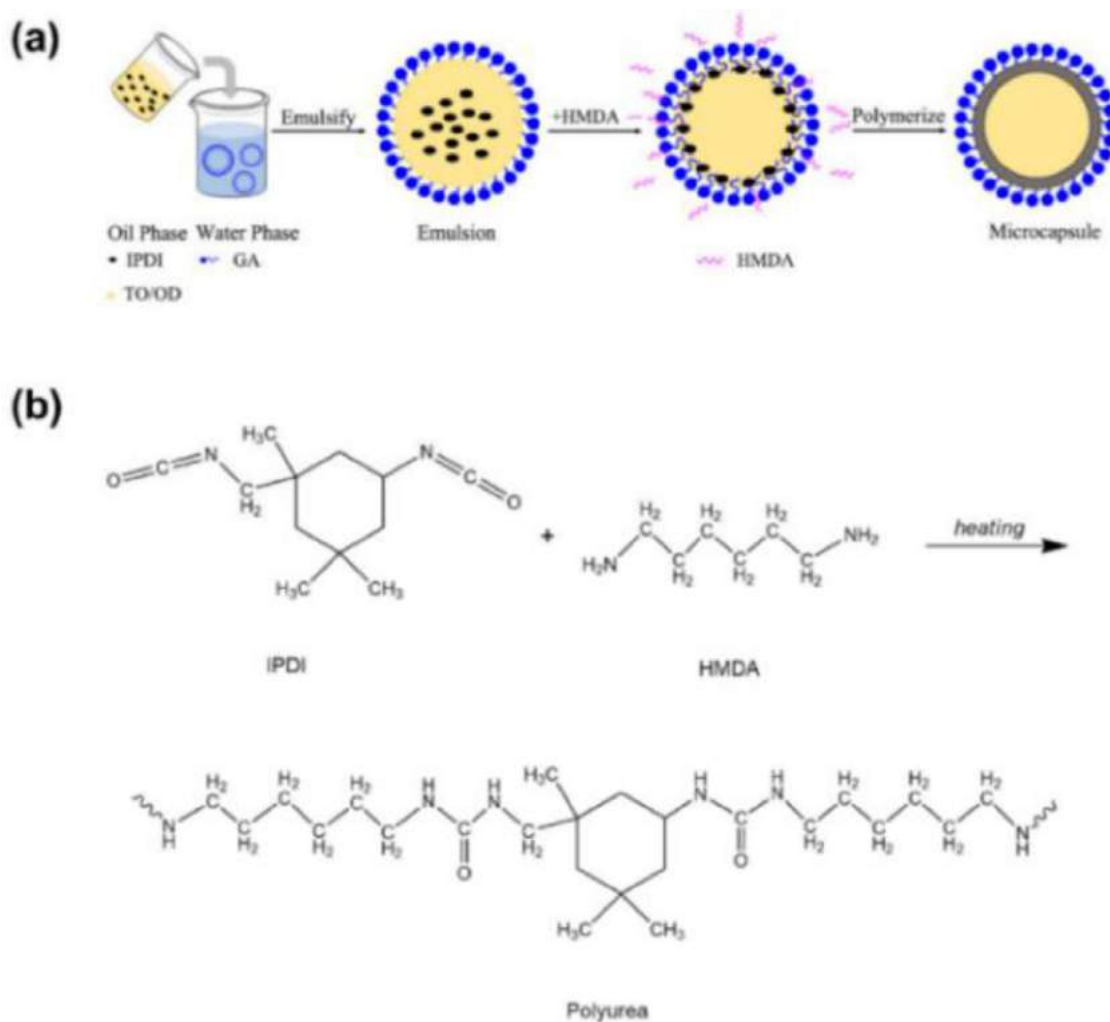 (a)
Emulsify
+HMDA
Polymerize
Oil Phase Water Phase
IPDI
GA
TO/OD
Emulsion
HMDA
Microcapsule
(b)
O C N
H₃C
C
H₂
N C O
H₃C CH₃
IPDI
+
H₂N
H₂ H₂ H₂
C C C
C C C
H₂ H₂ H₂
NH₂
HMDA
heating
N
H
H₂ H₂ H₂
C C C
C C C
H₂ H₂ H₂
H H
N N
C
O
C
H₂
H₃C
H₃C CH₃
H H
N N
C
O
H₂ H₂ H₂
C C C
C C C
H₂ H₂ H₂
N
H
Polyurea